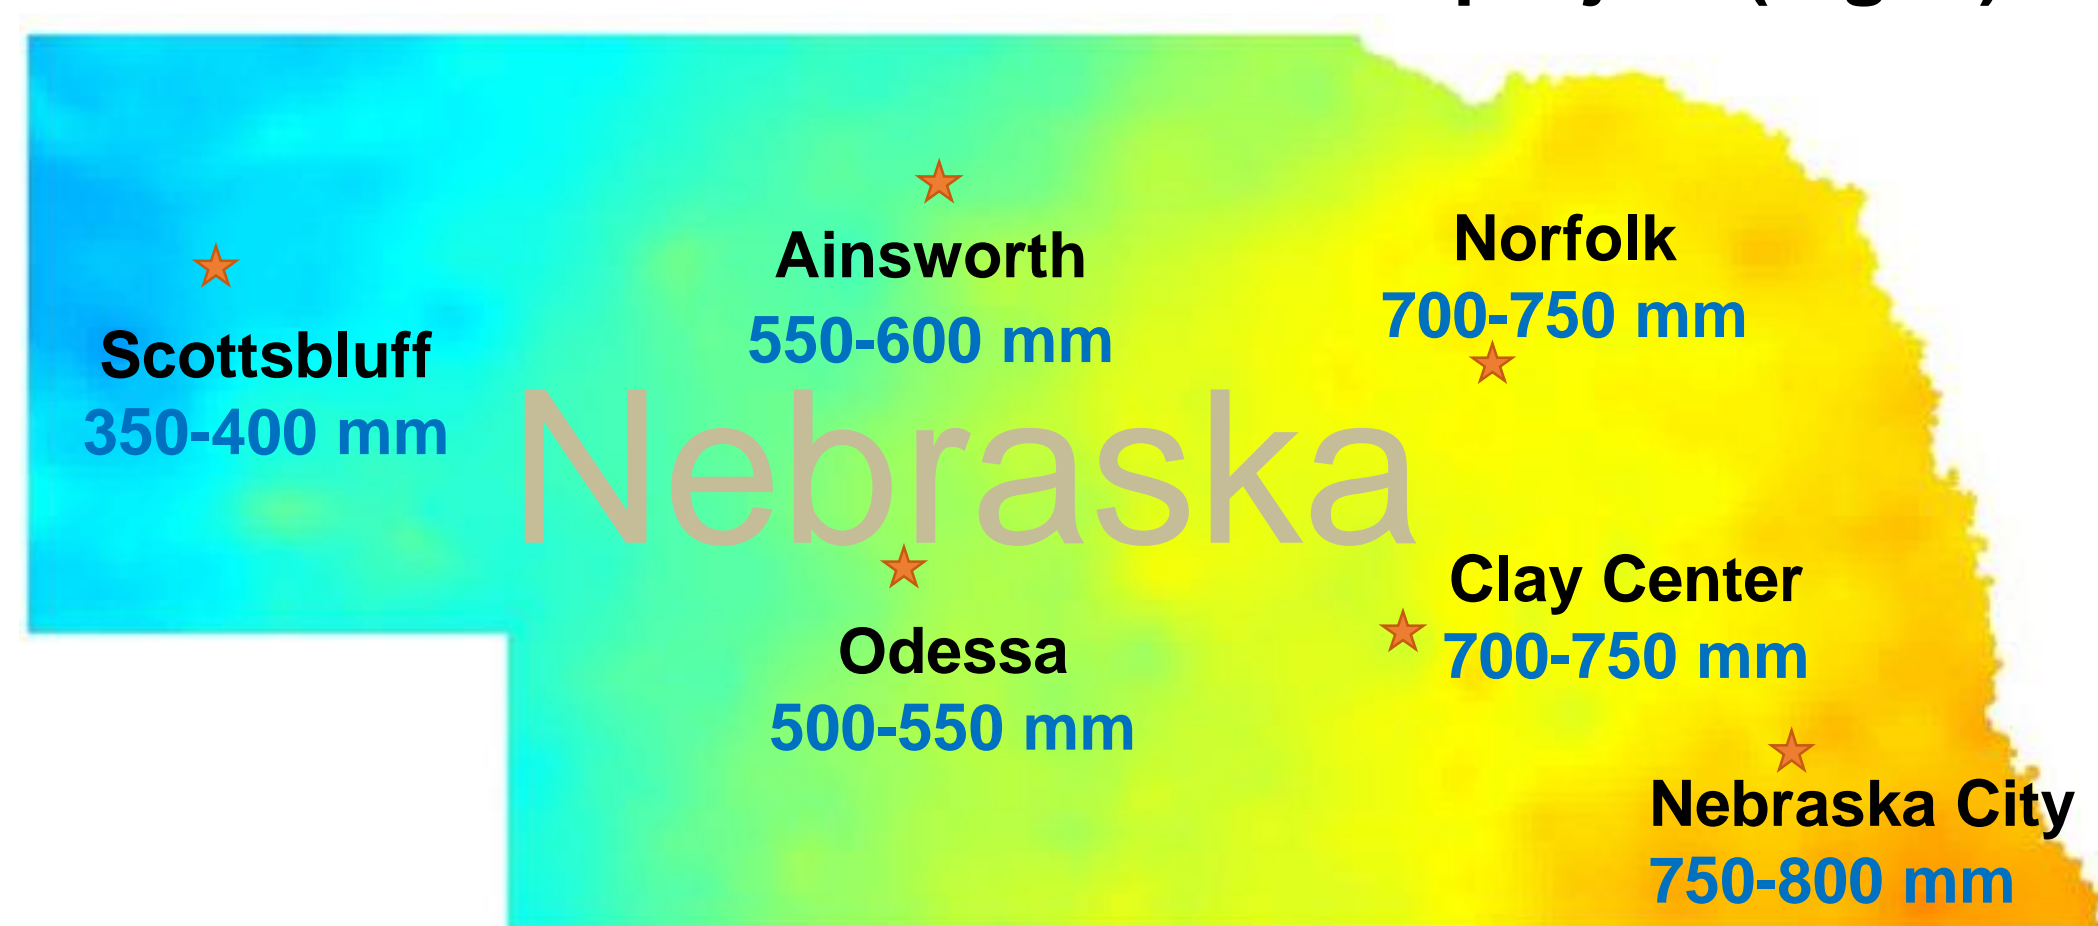 Ainsworth
550-600 mm
Norfolk
700-750 mm
Scottsbluff
350-400 mm
Nebraska
Odessa
500-550 mm
Clay Center
700-750 mm
Nebraska City
750-800 mm